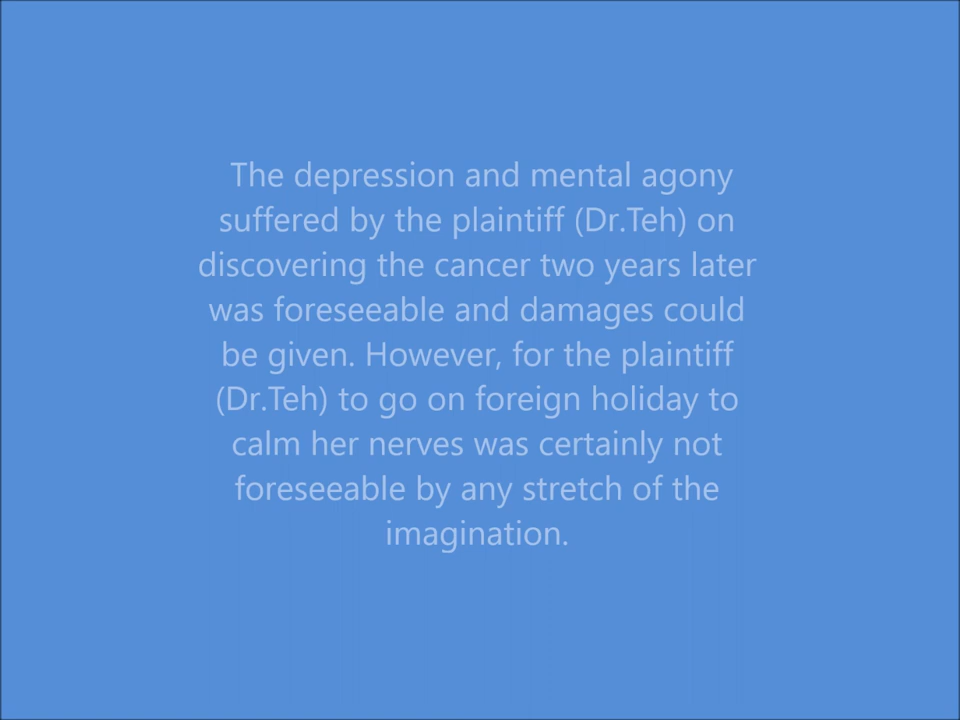 The depression and mental agony
suffered by the plaintiff (Dr.Teh) on
discovering the cancer two years later
was foreseeable and damages could
be given. However, for the plaintiff
(Dr.Teh) to go on foreign holiday to
calm her nerves was certainly not
foreseeable by any stretch of the
imagination.